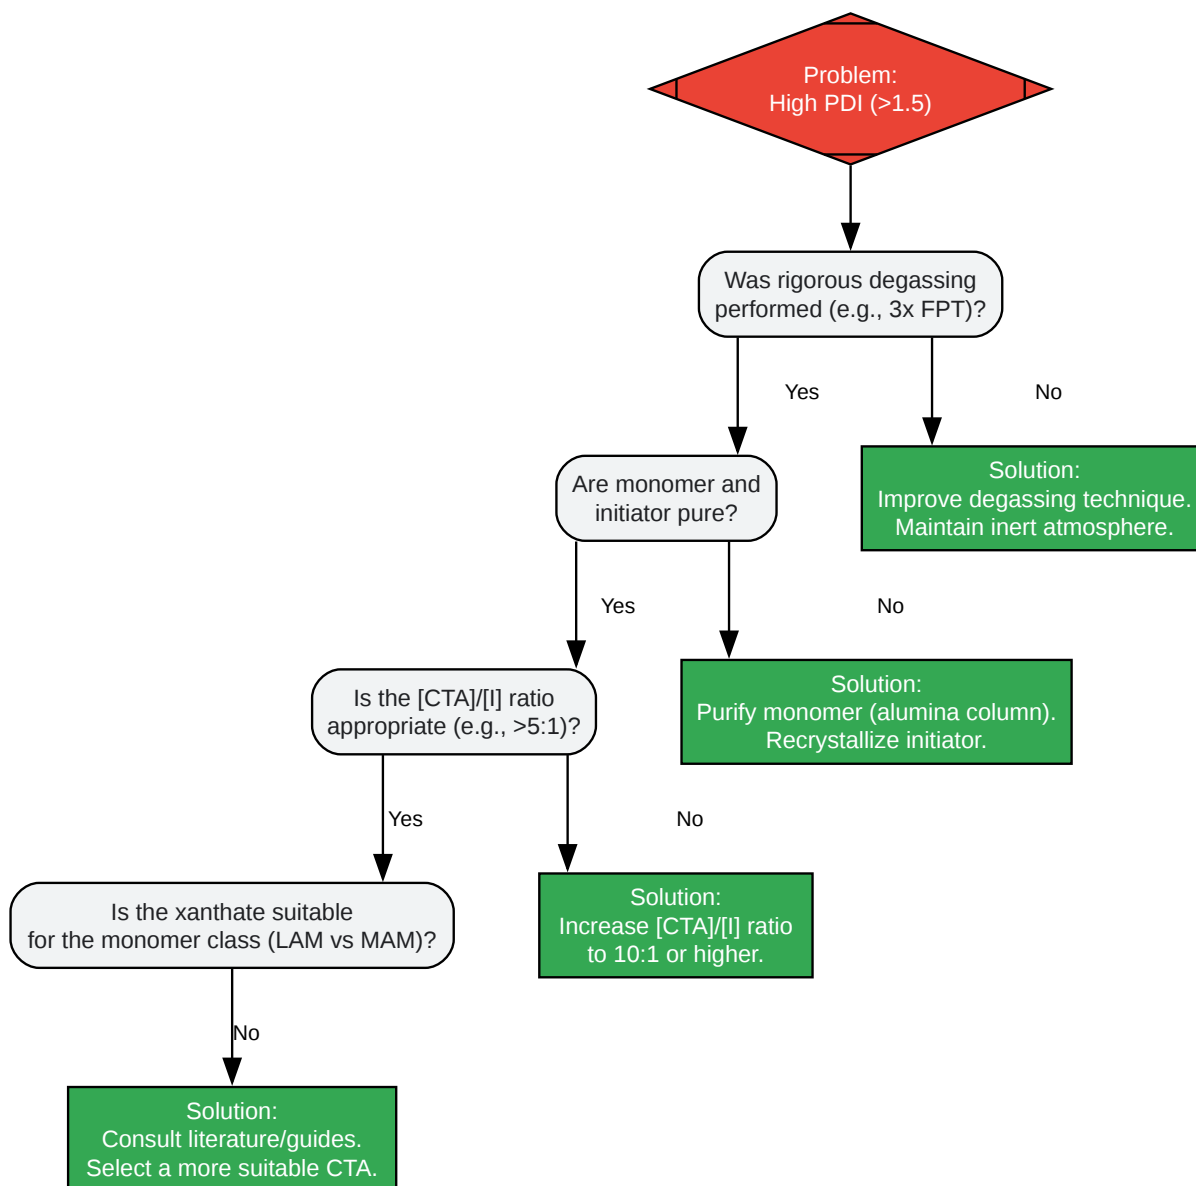 Problem:
High PDI (>1.5)
Was rigorous degassing
performed (e.g., 3x FPT)?
Yes
No
Are monomer and
initiator pure?
Solution:
Improve degassing technique.
Maintain inert atmosphere.
Yes
No
Is the [CTA]/[I] ratio
appropriate (e.g., >5:1)?
Solution:
Purify monomer (alumina column).
Recrystallize initiator.
Yes
No
Is the xanthate suitable
for the monomer class (LAM vs MAM)?
Solution:
Increase [CTA]/[I] ratio
to 10:1 or higher.
No
Solution:
Consult literature/guides.
Select a more suitable CTA.